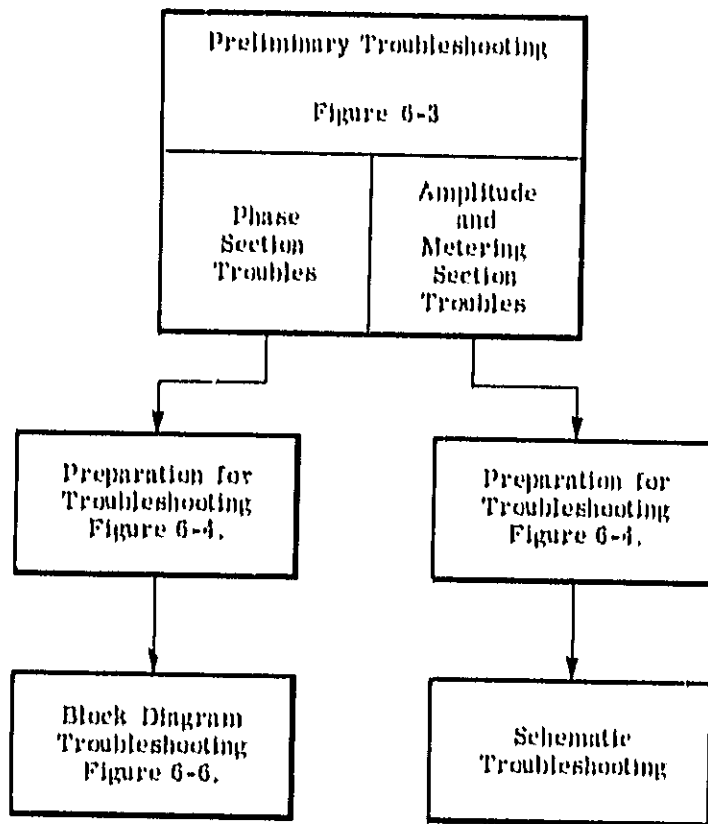 Preliminary Troubleshooting
Figure 6-3
Phase
Section
Troubles
Amplitude
and
Metering
Section
Troubles
Preparation for
Troubleshooting
Figure 6-4.
Preparation for
Troubleshooting
Figure 6-4.
Block Diagram
Troubleshooting
Figure 6-6.
Schematic
Troubleshooting